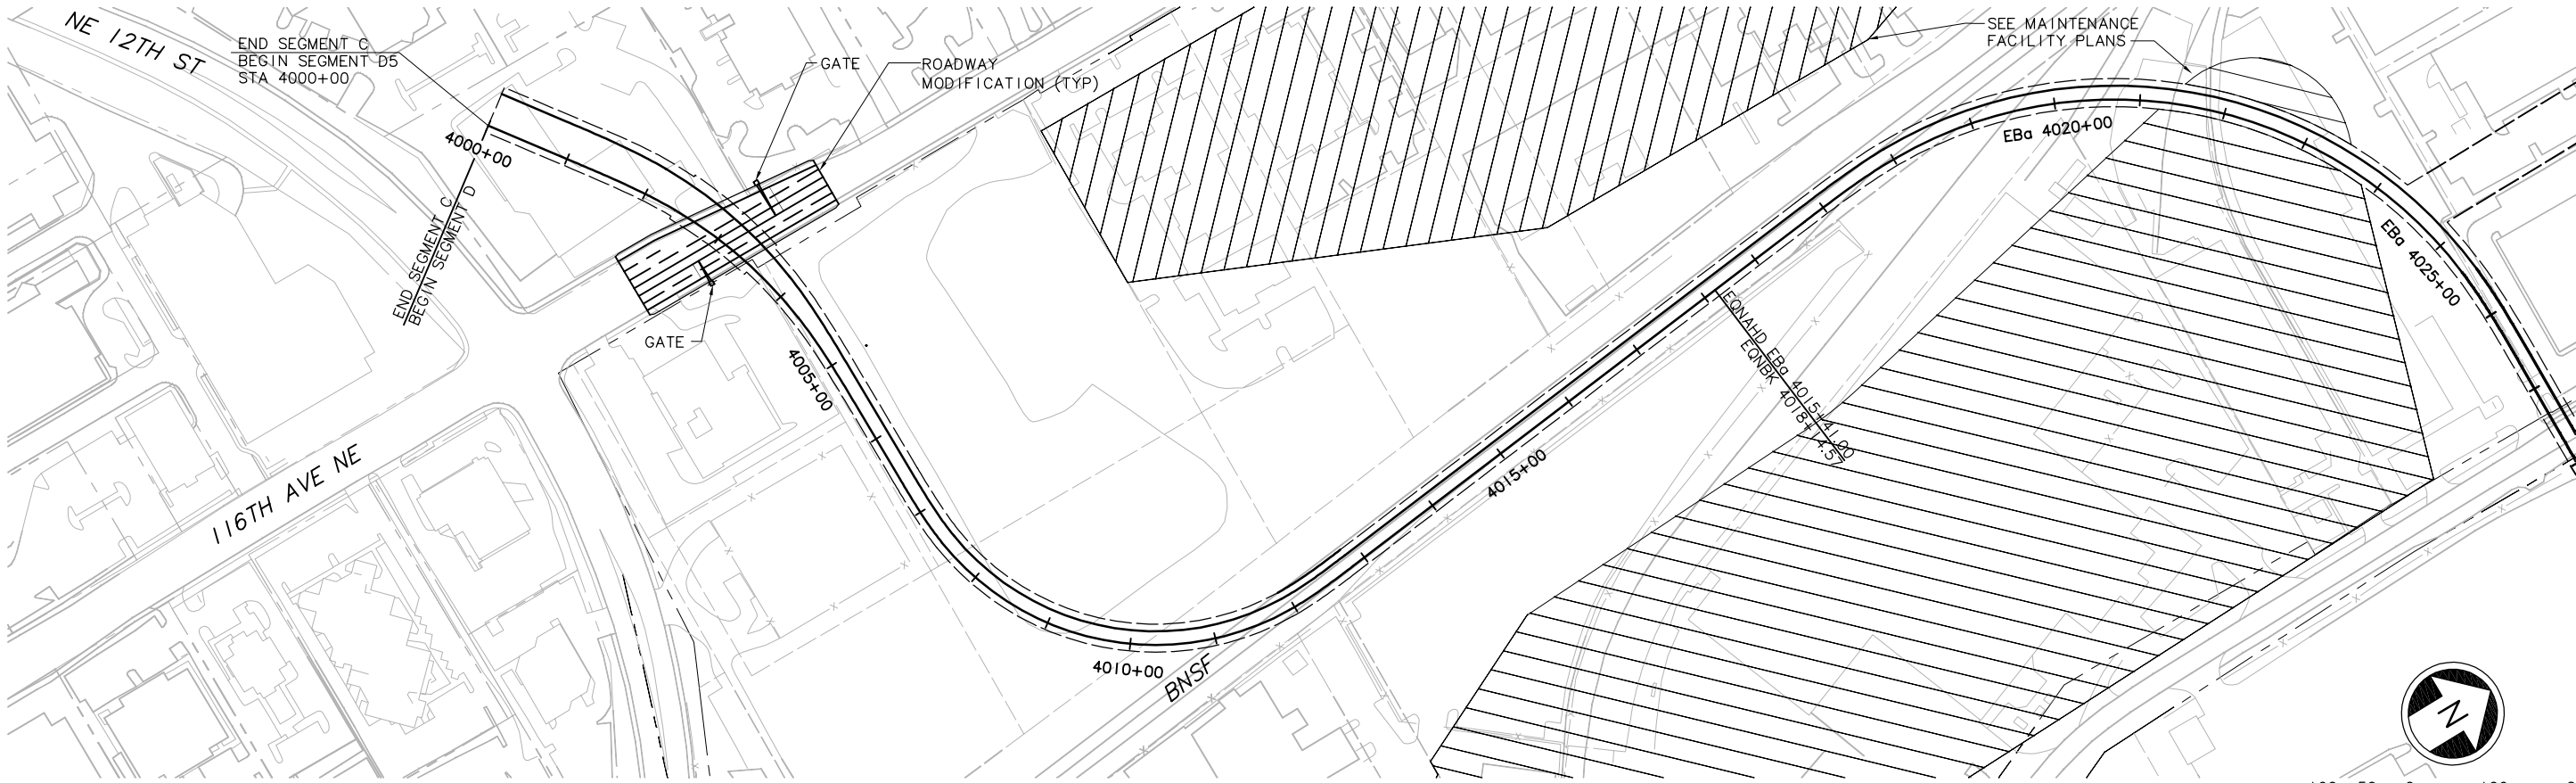 NE 12TH ST
END SEGMENT C
BEGIN SEGMENT D5
STA 4000+00
4000+00
END SEGMENT C
BEGIN SEGMENT D
GATE
ROADWAY
MODIFICATION (TYP)
SEE MAINTENANCE
FACILITY PLANS
GATE
4005+00
116TH AVE NE
4010+00
BNSF
4015+00
EQNAHD EBa 4015+41.00
EQNBK 4018+14.57
EBa 4020+00
EBa 4025+00
N